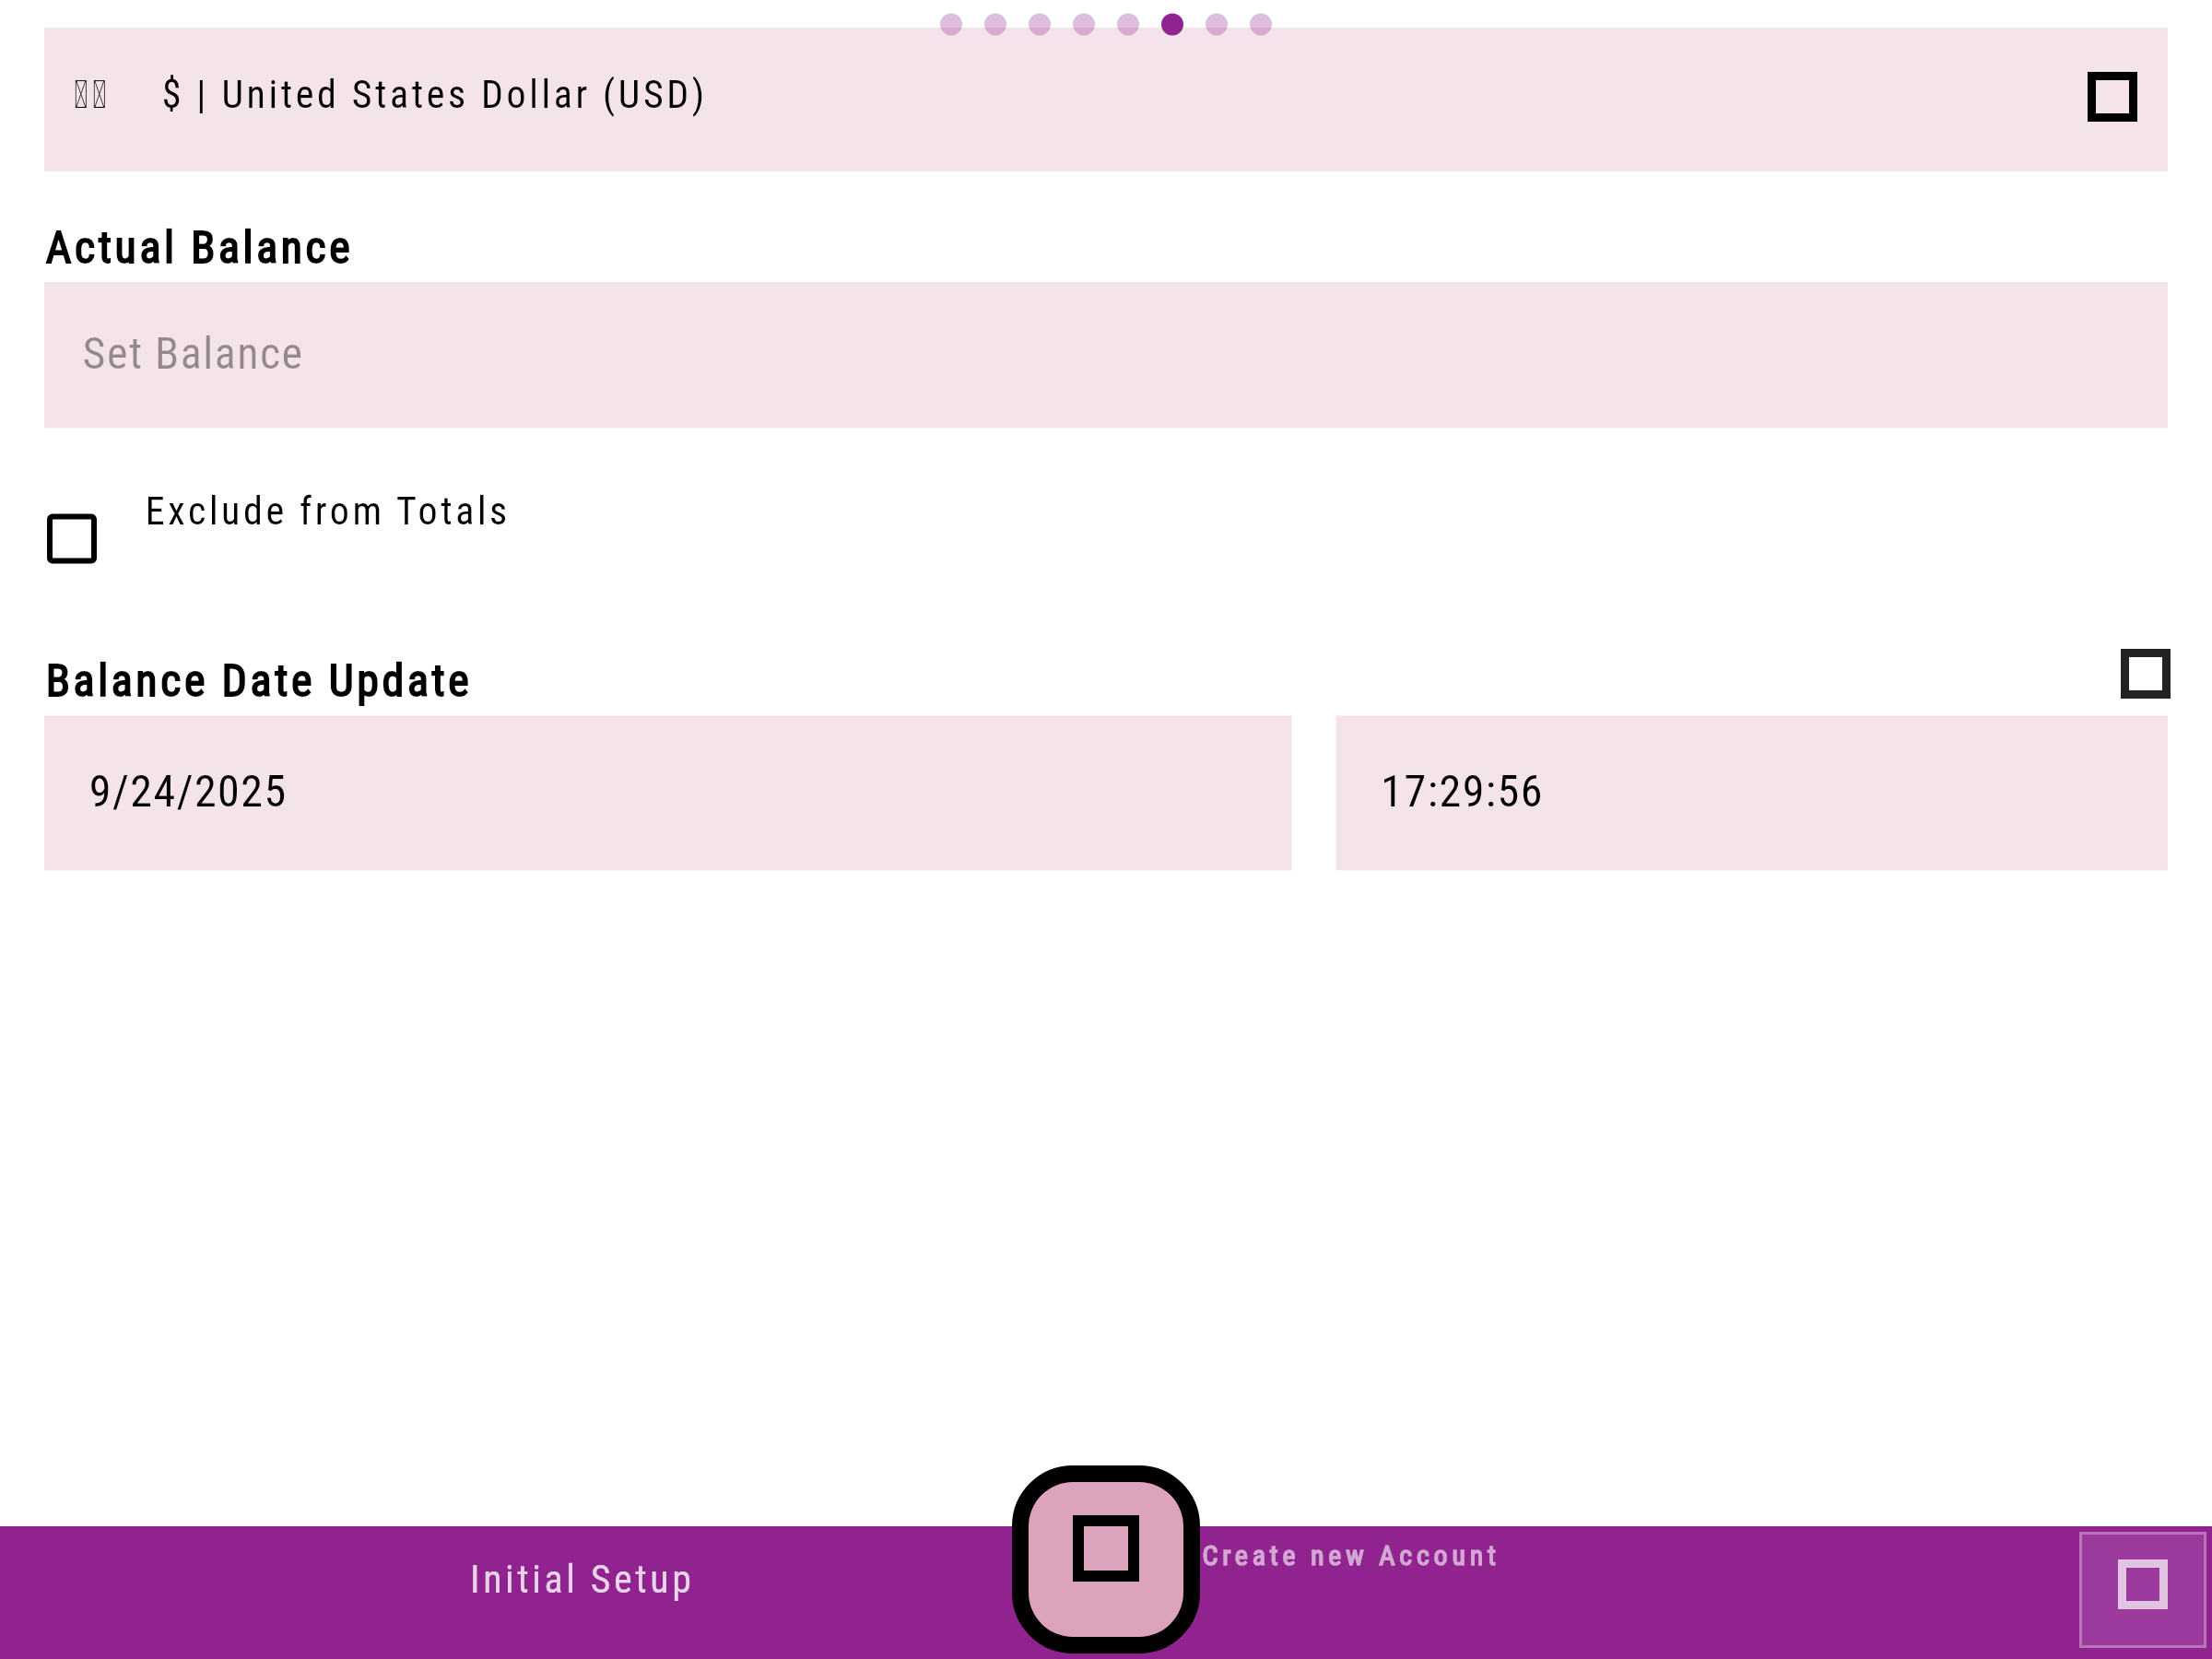 $ | United States Dollar (USD)
Actual Balance
Set Balance
Exclude from Totals
Balance Date Update
9/24/2025
17:29:56
Initial Setup
Create new Account